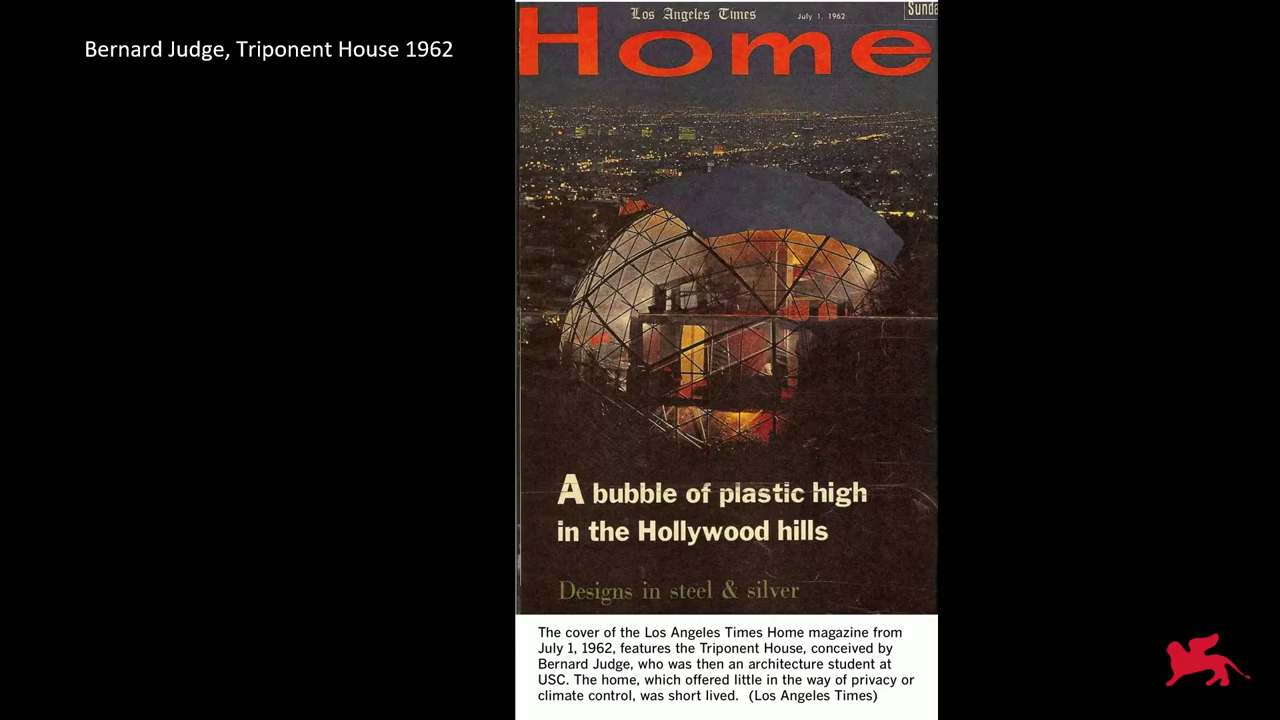 Bernard Judge, Triponent House 1962
Los Angeles Times
July 1, 1962
Sunda
Home
A bubble of plastic high
in the Hollywood hills
Designs in steel & silver
The cover of the Los Angeles Times Home magazine from
July 1, 1962, features the Triponent House, conceived by
Bernard Judge, who was then an architecture student at
USC. The home, which offered little in the way of privacy or
climate control, was short lived. (Los Angeles Times)